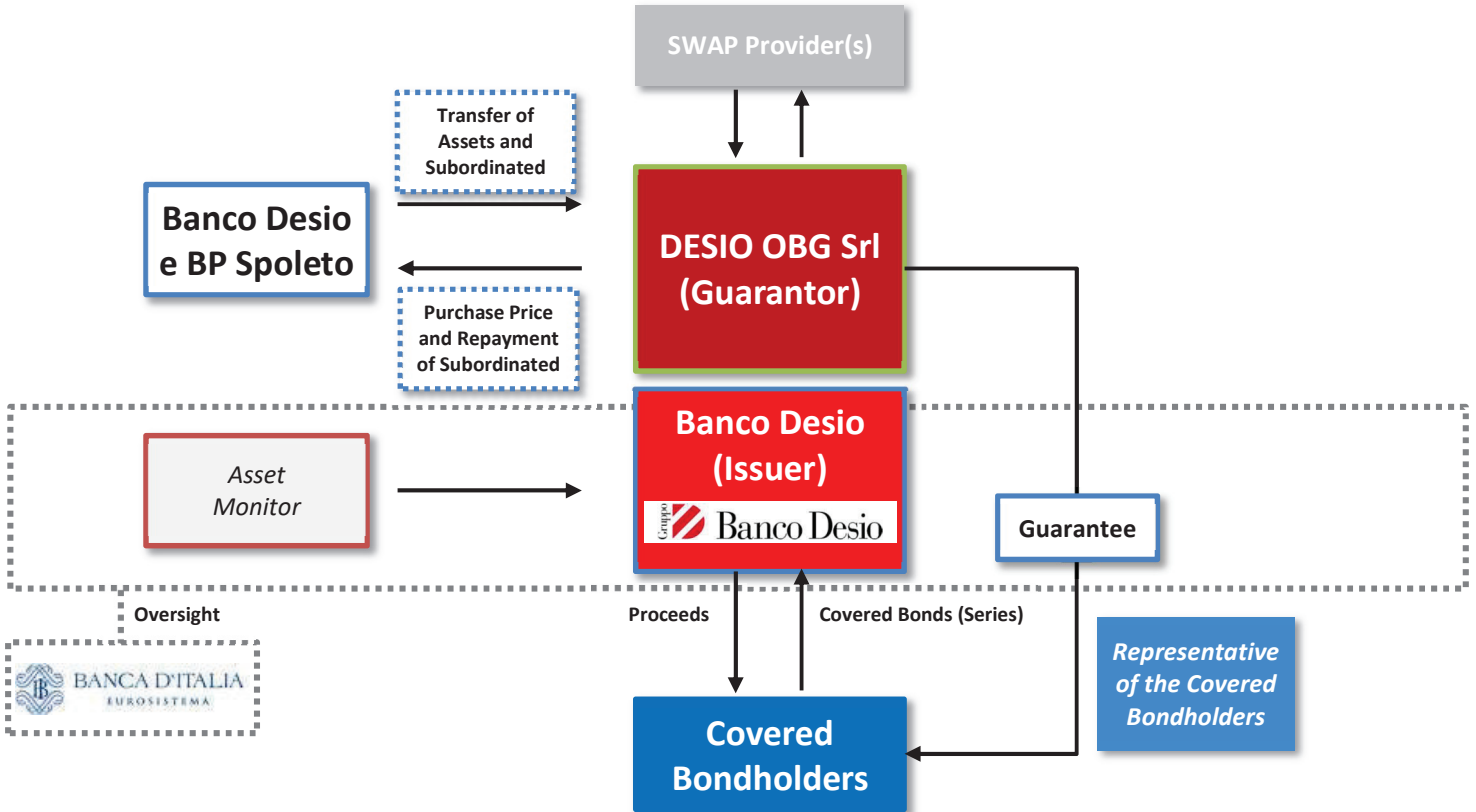 SWAP Provider(s)
Transfer of
Assets and
Subordinated
Banco Desio
e BP Spoleto
DESIO OBG Srl
(Guarantor)
Purchase Price
and Repayment
of Subordinated
Banco Desio
(Issuer)
Gruppo
Banco Desio
Asset
Monitor
Guarantee
Oversight
Proceeds
Covered Bonds (Series)
Representative
of the Covered
Bondholders
BANCA D'ITALIA
EUROSISTEMA
Covered
Bondholders